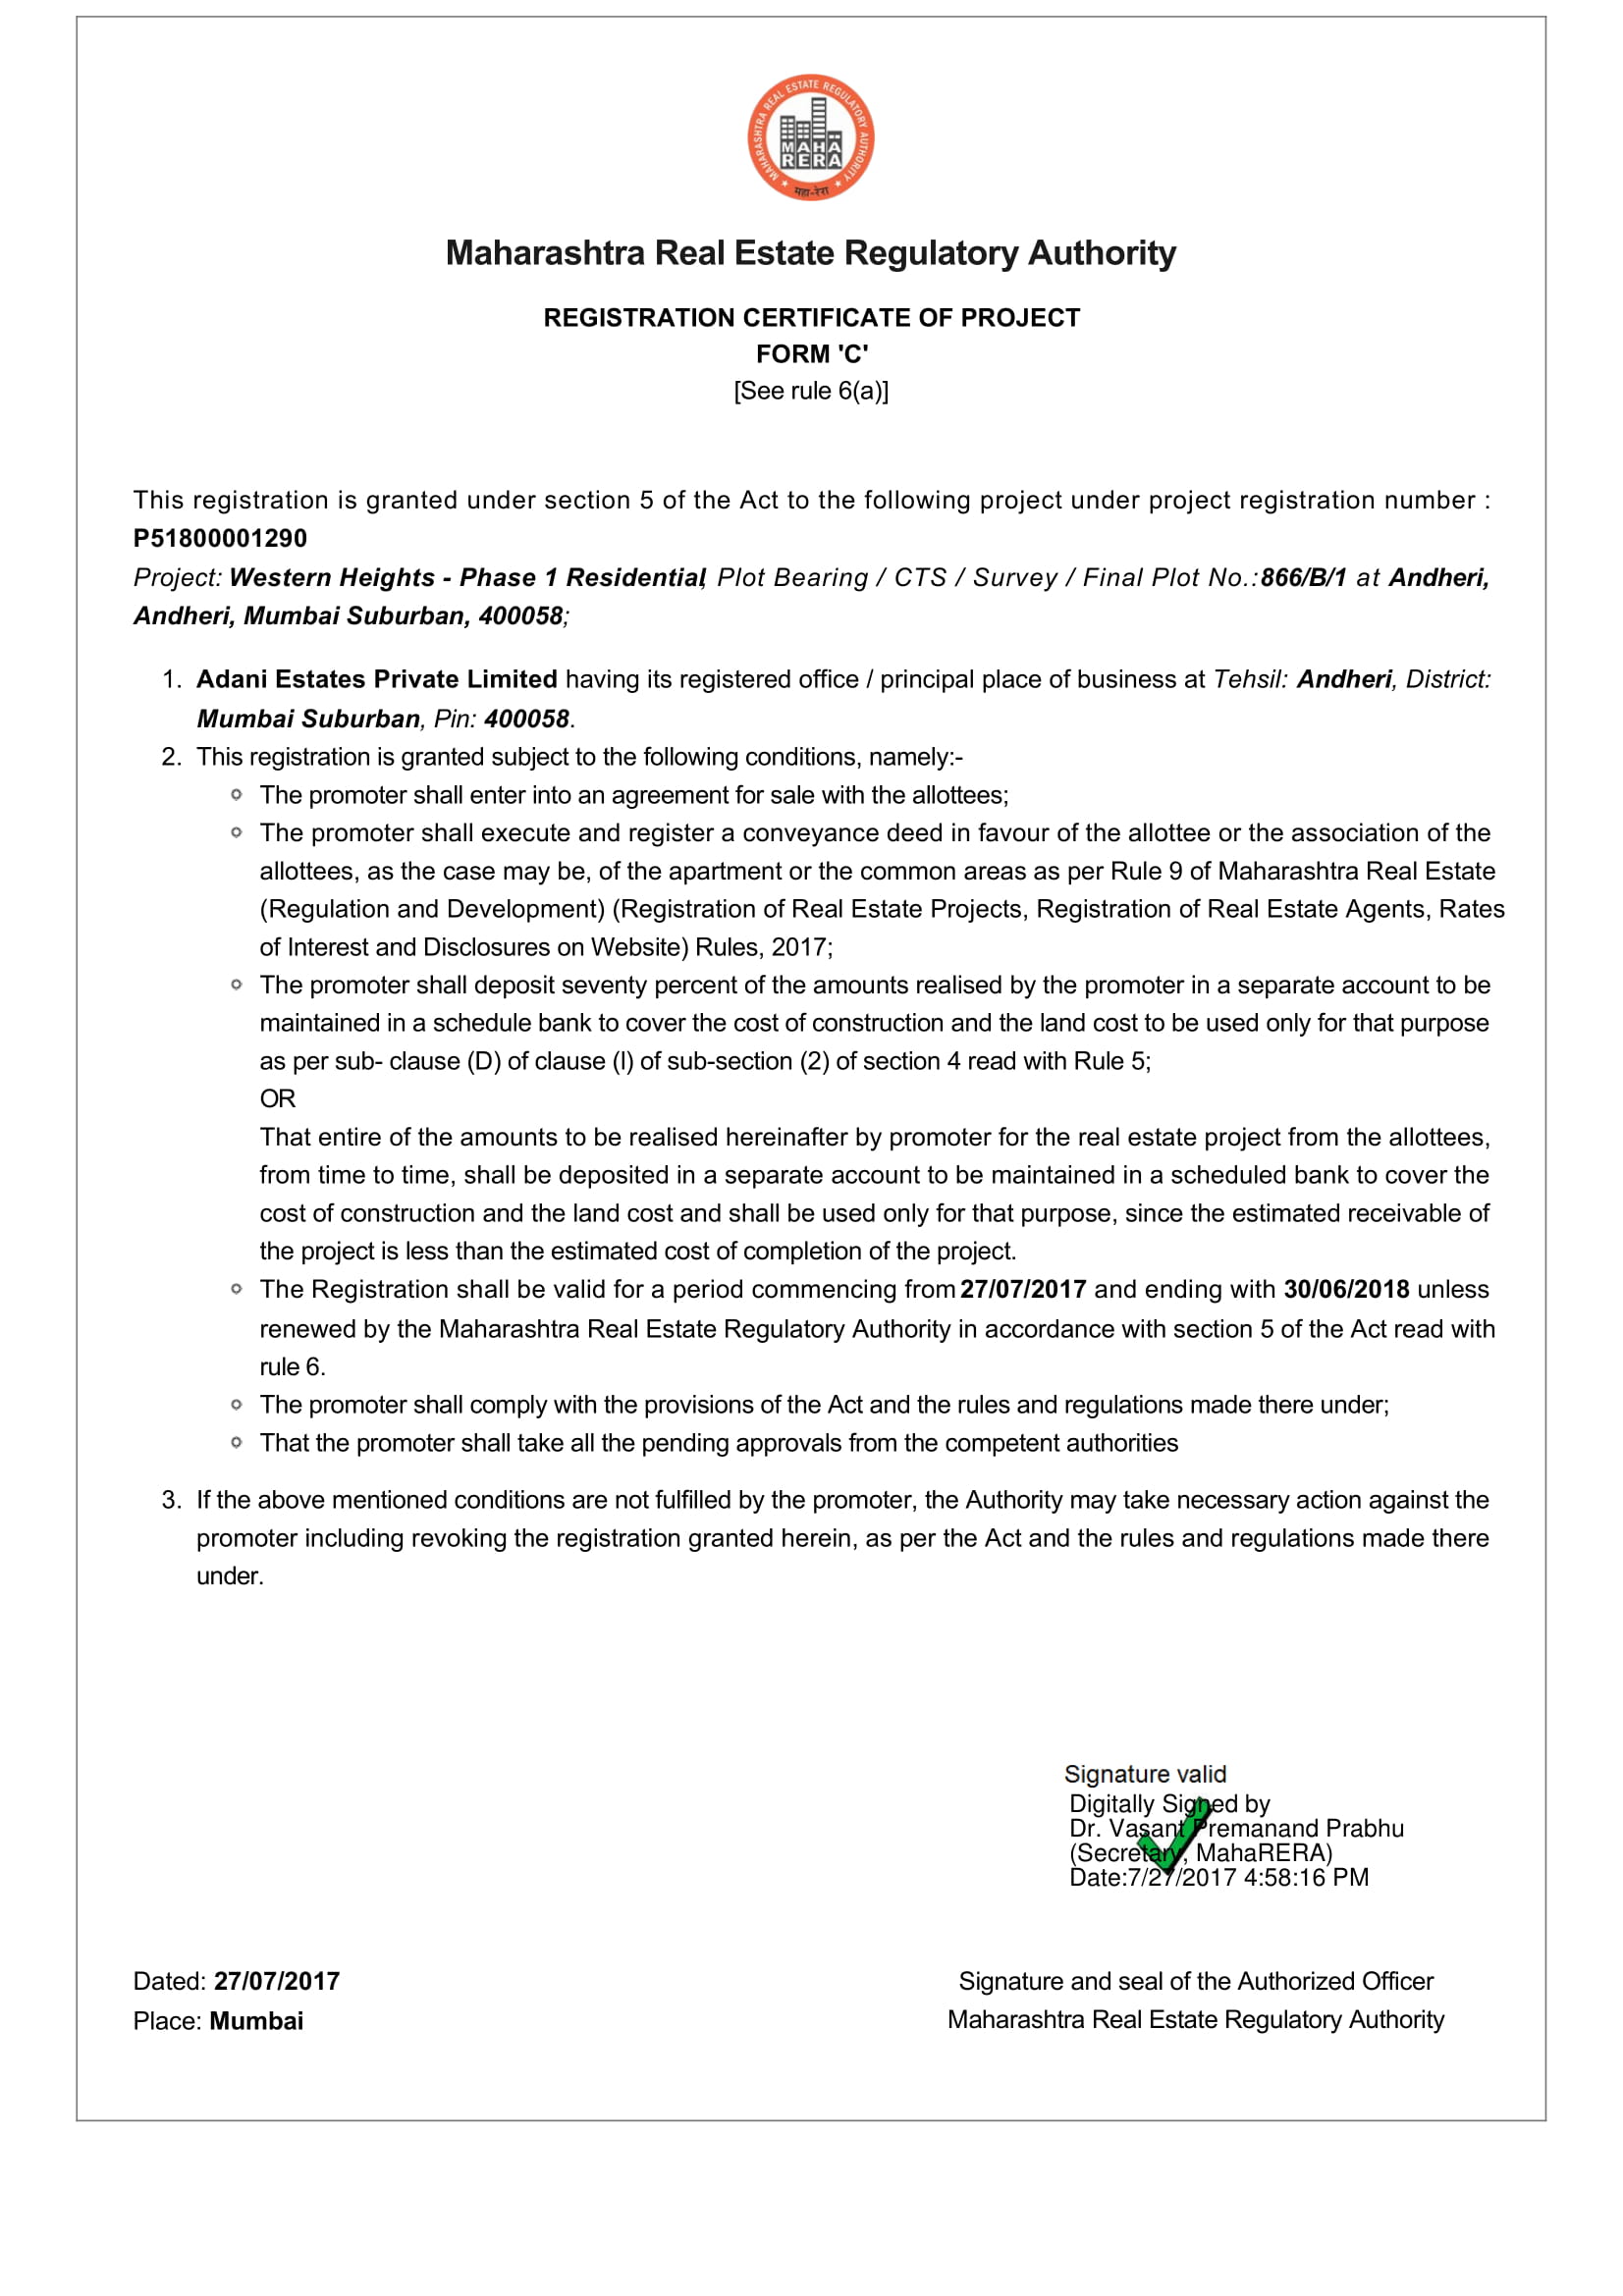 MAHARASHTRA REAL ESTATE REGULATORY AUTHORITY
MAHA
RERA
महा-रेरा
Maharashtra Real Estate Regulatory Authority
REGISTRATION CERTIFICATE OF PROJECT
FORM 'C'
[See rule 6(a)]
This registration is granted under section 5 of the Act to the following project under project registration number :
P51800001290
Project: Western Heights - Phase 1 Residential, Plot Bearing / CTS / Survey / Final Plot No.:866/B/1 at Andheri,
Andheri, Mumbai Suburban, 400058;
1. Adani Estates Private Limited having its registered office / principal place of business at Tehsil: Andheri, District:
Mumbai Suburban, Pin: 400058.
2. This registration is granted subject to the following conditions, namely:-
The promoter shall enter into an agreement for sale with the allottees;
The promoter shall execute and register a conveyance deed in favour of the allottee or the association of the
allottees, as the case may be, of the apartment or the common areas as per Rule 9 of Maharashtra Real Estate
(Regulation and Development) (Registration of Real Estate Projects, Registration of Real Estate Agents, Rates
of Interest and Disclosures on Website) Rules, 2017;
The promoter shall deposit seventy percent of the amounts realised by the promoter in a separate account to be
maintained in a schedule bank to cover the cost of construction and the land cost to be used only for that purpose
as per sub- clause (D) of clause (l) of sub-section (2) of section 4 read with Rule 5;
OR
That entire of the amounts to be realised hereinafter by promoter for the real estate project from the allottees,
from time to time, shall be deposited in a separate account to be maintained in a scheduled bank to cover the
cost of construction and the land cost and shall be used only for that purpose, since the estimated receivable of
the project is less than the estimated cost of completion of the project.
The Registration shall be valid for a period commencing from 27/07/2017 and ending with 30/06/2018 unless
renewed by the Maharashtra Real Estate Regulatory Authority in accordance with section 5 of the Act read with
rule 6.
The promoter shall comply with the provisions of the Act and the rules and regulations made there under;
That the promoter shall take all the pending approvals from the competent authorities
3. If the above mentioned conditions are not fulfilled by the promoter, the Authority may take necessary action against the
promoter including revoking the registration granted herein, as per the Act and the rules and regulations made there
under.
Signature valid
Digitally Signed by
Dr. Vasant Premanand Prabhu
(Secretary, MahaRERA)
Date:7/27/2017 4:58:16 PM
Dated: 27/07/2017
Place: Mumbai
Signature and seal of the Authorized Officer
Maharashtra Real Estate Regulatory Authority